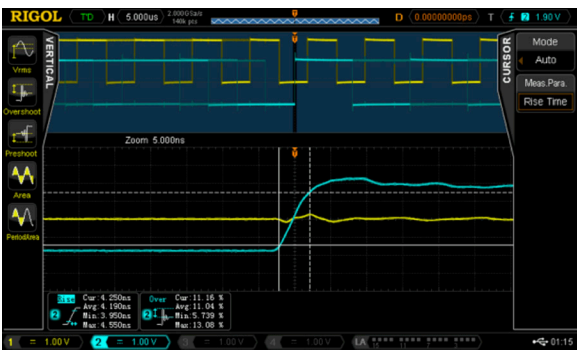 RIGOL T'D H 5.000us 2.000GSa/s 140k pts D 0.00000000ps T 2 1.90 V
VERTICAL
CURSOR
Vrms
Overshoot
Preshoot
Area
PeriodArea
Mode
Auto
Meas.Para.
Rise Time
Zoom 5.000ns
Rise Cur:4.250ns
Avg:4.190ns
2 Min:3.950ns
Max:4.550ns
Over Cur:11.16 %
Avg:11.04 %
2 Min:5.739 %
Max:13.08 %
1 = 1.00 V 2 = 1.00 V 3 = 1.00 V 4 = 1.00 V LA 01:15